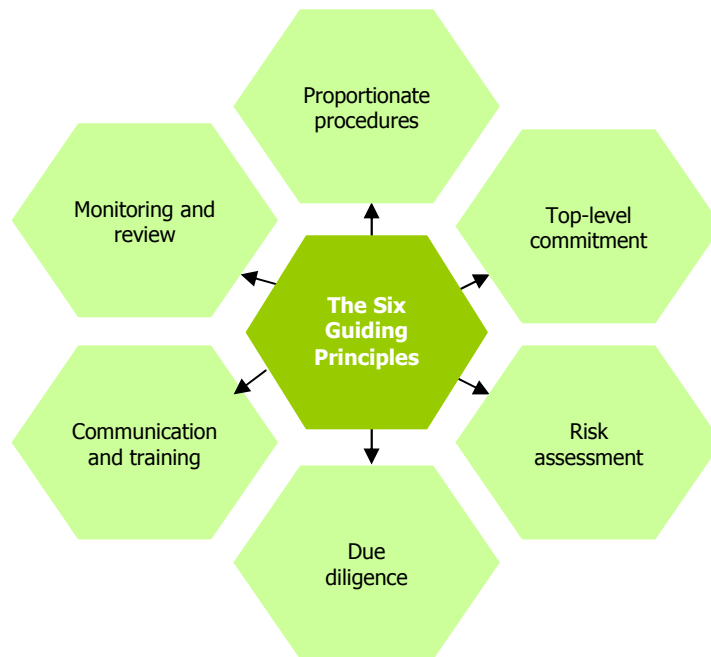 Proportionate
procedures
Monitoring and
review
Top-level
commitment
The Six
Guiding
Principles
Communication
and training
Risk
assessment
Due
diligence